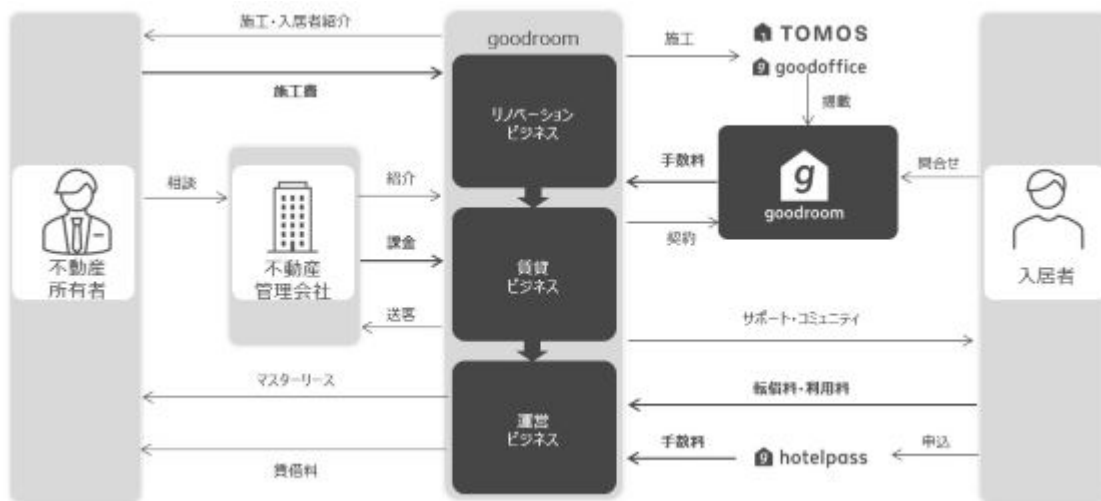 施工・入居者紹介
施工費
goodroom
リノベーション
ビジネス
賃貸
ビジネス
運営
ビジネス
施工
TOMOS
goodoffice
掲載
手数料
g
goodroom
問合せ
契約
相談
紹介
課金
送客
不動産
所有者
不動産
管理会社
入居者
サポート・コミュニティ
マスターリース
転借料・利用料
賃借料
手数料
hotelpass
申込